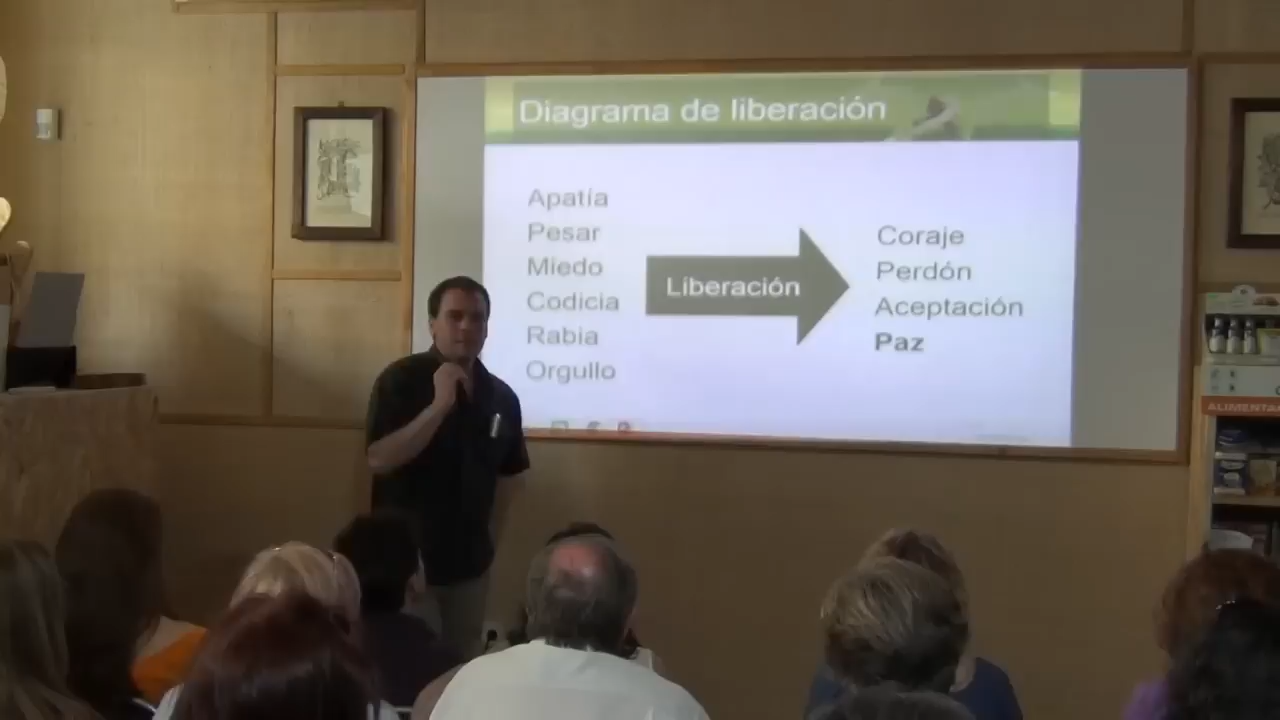 Diagrama de liberación
Apatía
Pesar
Miedo
Codicia
Rabia
Orgullo
Liberación
Coraje
Perdón
Aceptación
Paz